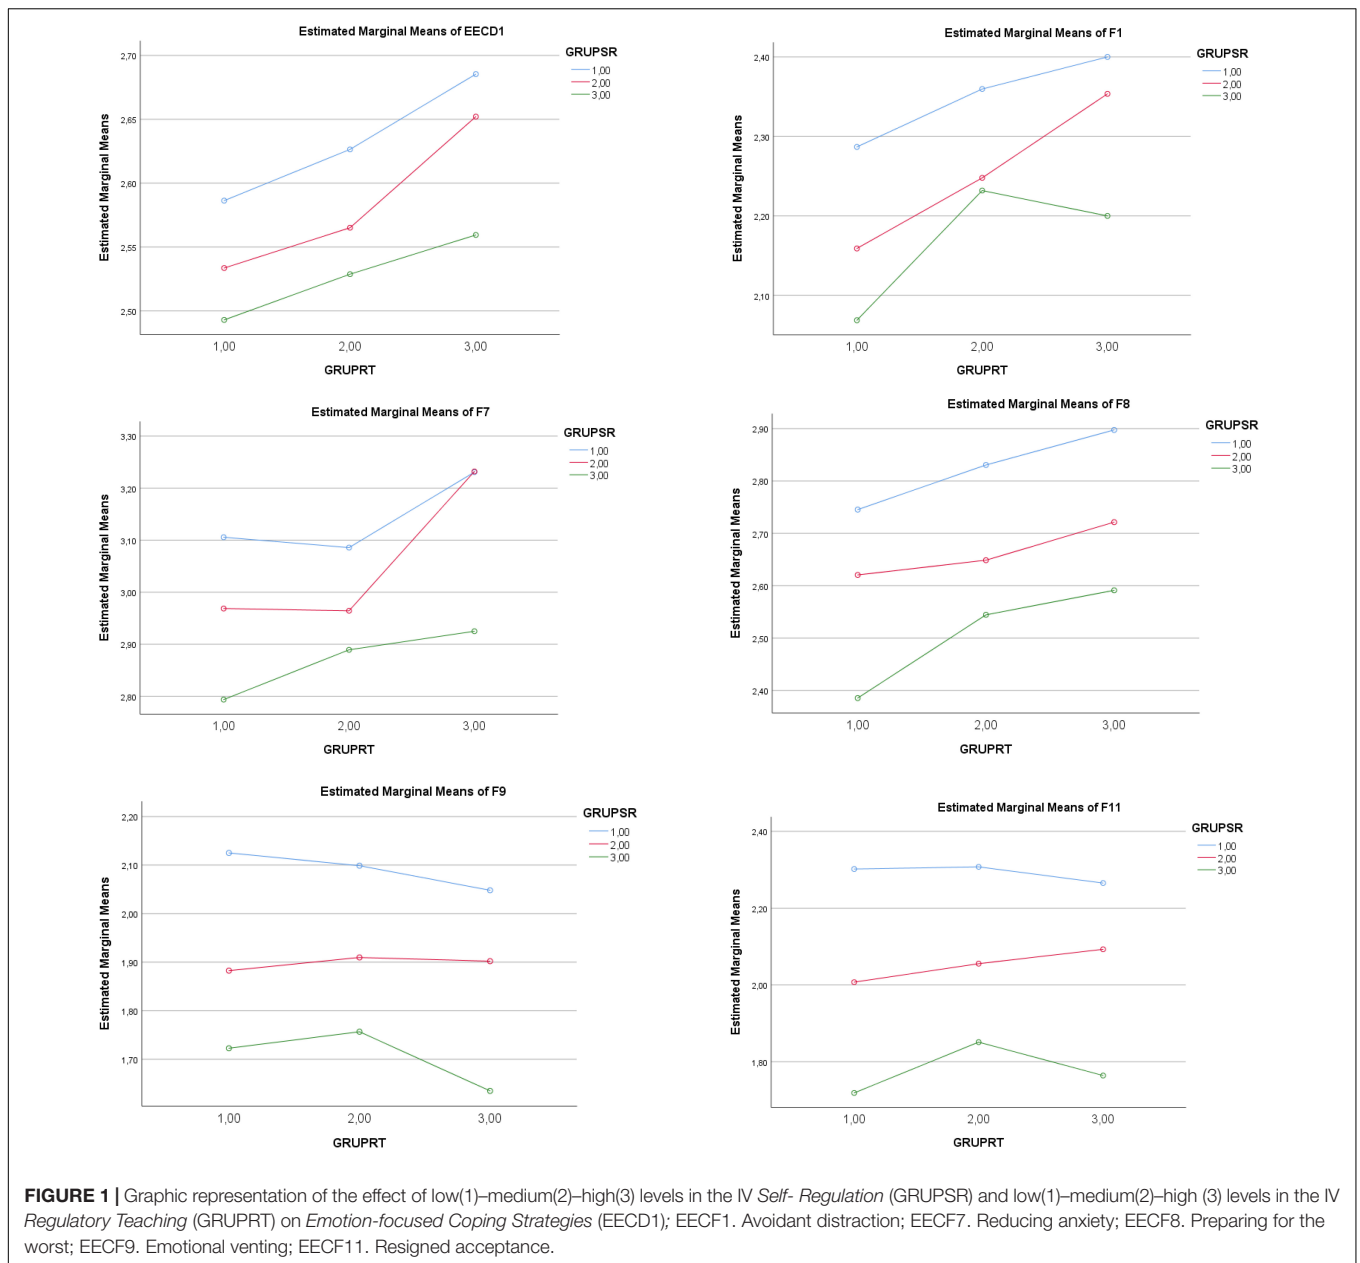 Estimated Marginal Means of EECD1
GRUPSR
1,00
2,00
3,00
2,70
2,65
2,60
2,55
2,50
Estimated Marginal Means
1,00 2,00 3,00
GRUPRT
Estimated Marginal Means of F1
GRUPSR
1,00
2,00
3,00
2,40
2,30
2,20
2,10
Estimated Marginal Means
1,00 2,00 3,00
GRUPRT
Estimated Marginal Means of F7
GRUPSR
1,00
2,00
3,00
3,30
3,20
3,10
3,00
2,90
2,80
Estimated Marginal Means
1,00 2,00 3,00
GRUPRT
Estimated Marginal Means of F8
GRUPSR
1,00
2,00
3,00
2,90
2,80
2,70
2,60
2,50
2,40
Estimated Marginal Means
1,00 2,00 3,00
GRUPRT
Estimated Marginal Means of F9
GRUPSR
1,00
2,00
3,00
2,20
2,10
2,00
1,90
1,80
1,70
Estimated Marginal Means
1,00 2,00 3,00
GRUPRT
Estimated Marginal Means of F11
GRUPSR
1,00
2,00
3,00
2,40
2,20
2,00
1,80
Estimated Marginal Means
1,00 2,00 3,00
GRUPRT
FIGURE 1 | Graphic representation of the effect of low(1)–medium(2)–high(3) levels in the IV Self- Regulation (GRUPSR) and low(1)–medium(2)–high (3) levels in the IV
Regulatory Teaching (GRUPRT) on Emotion-focused Coping Strategies (EECD1); EECF1. Avoidant distraction; EECF7. Reducing anxiety; EECF8. Preparing for the
worst; EECF9. Emotional venting; EECF11. Resigned acceptance.